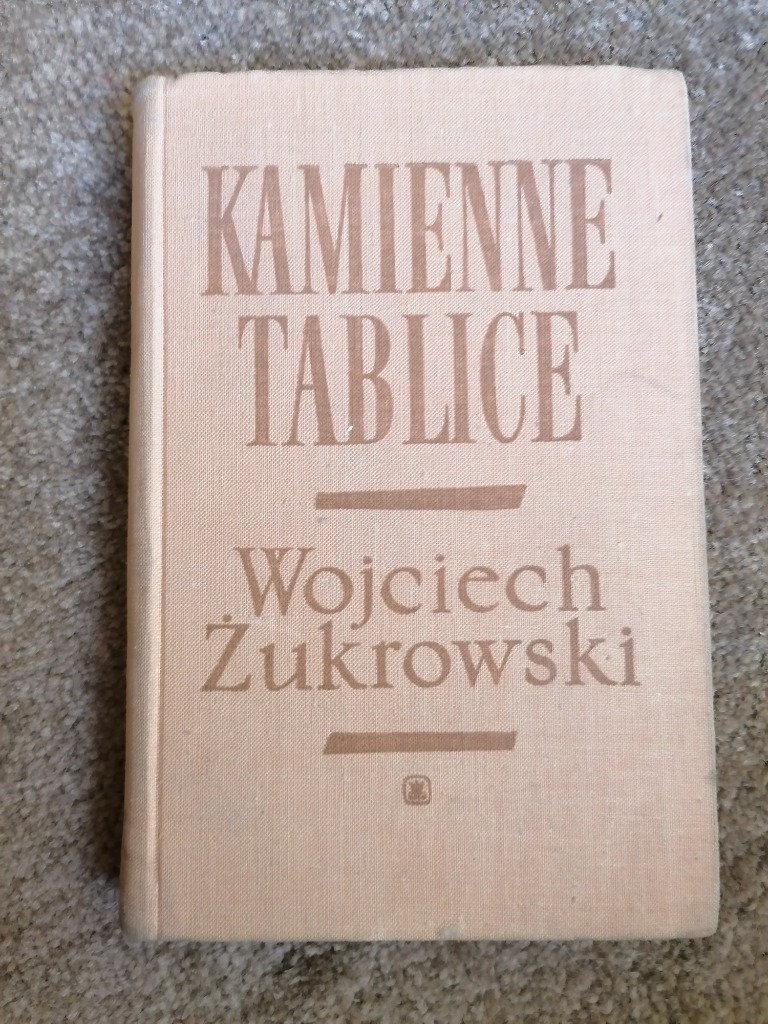 KAMIENNE
TABLICE
Wojciech
Żukrowski